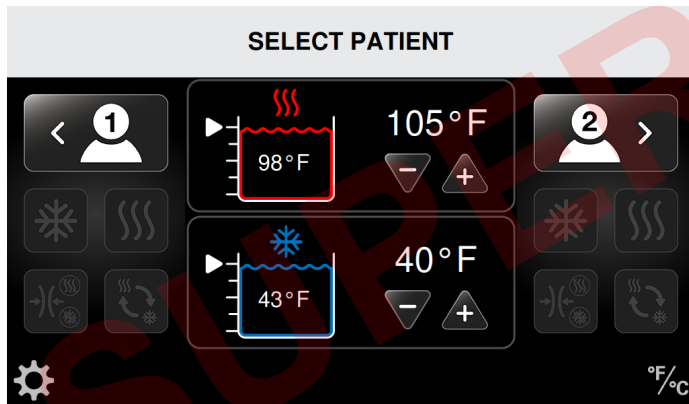 SELECT PATIENT
1
105°F
2
98°F
40°F
43°F
°F/°C
SUPER